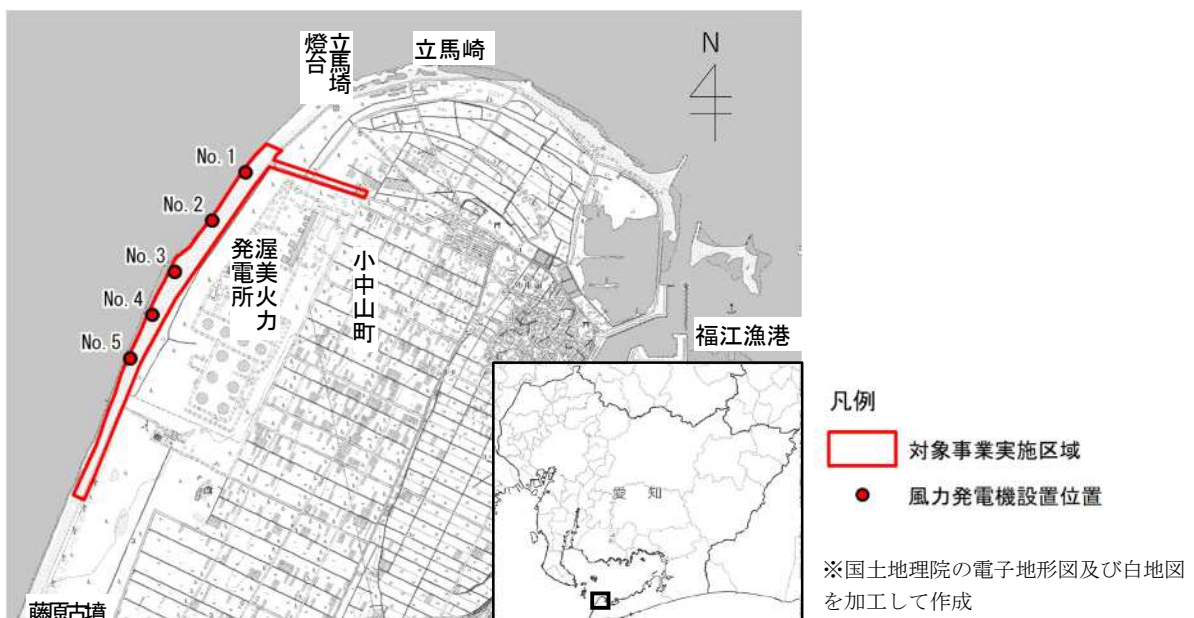 立馬埼
燈台
立馬崎
N
No. 1
No. 2
No. 3
No. 4
No. 5
渥美火力
発電所
小中山町
福江漁港
藤原古墳
愛知
凡例
対象事業実施区域
風力発電機設置位置
※国土地理院の電子地形図及び白地図
を加工して作成